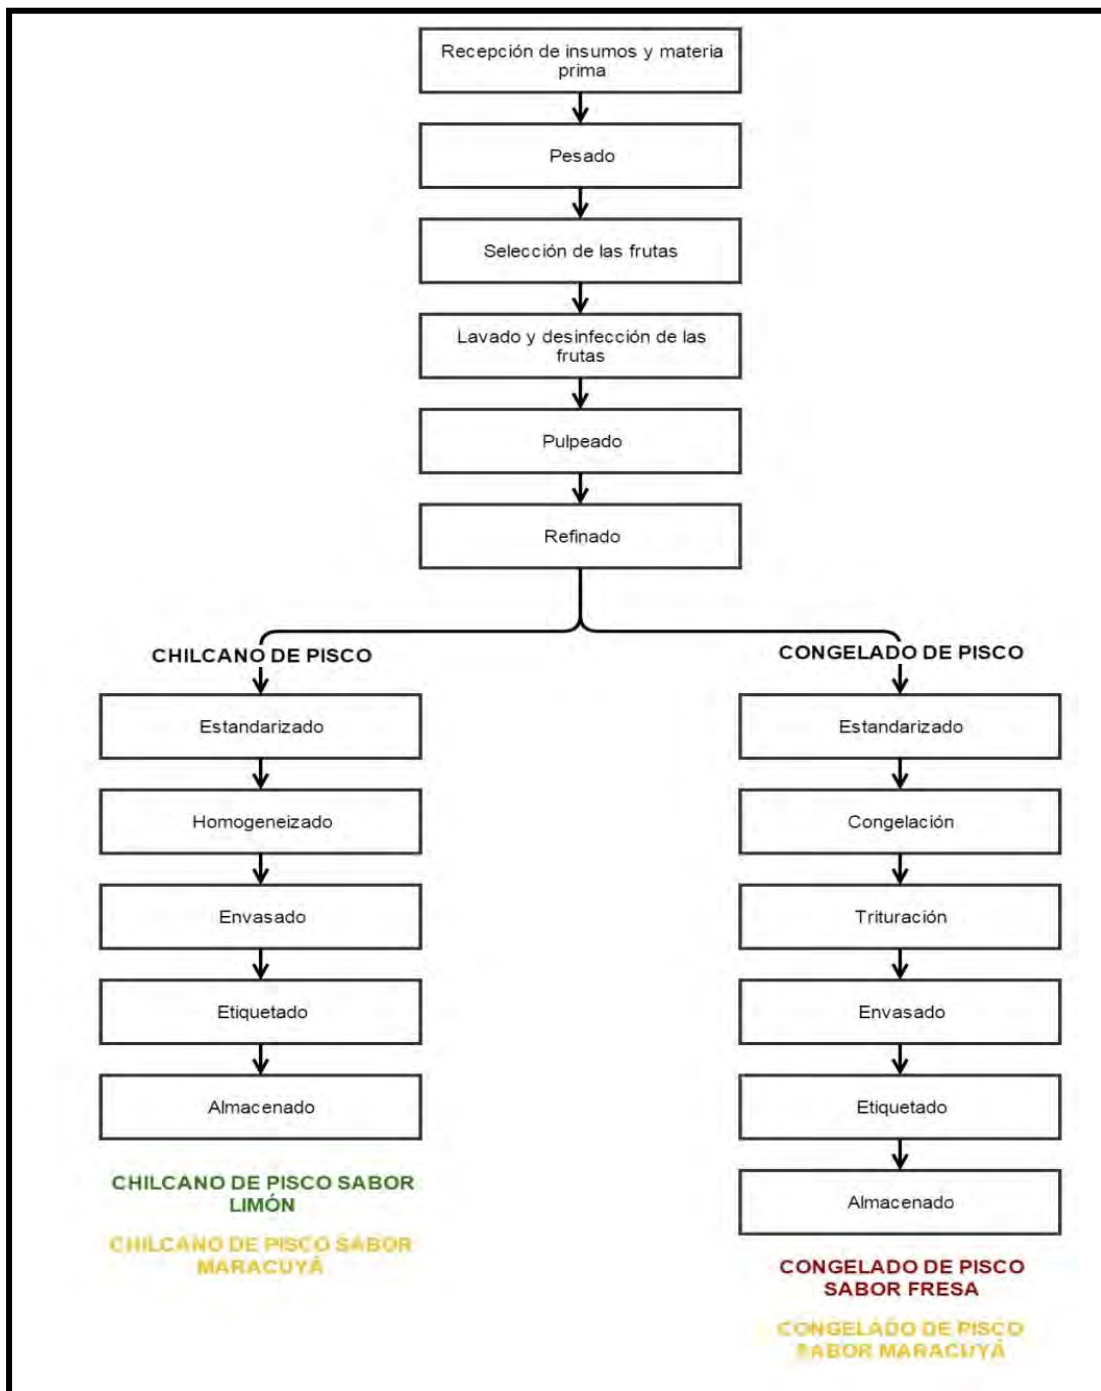 Recepción de insumos y materia
prima
Pesado
Selección de las frutas
Lavado y desinfección de las
frutas
Pulpeado
Refinado
CHILCANO DE PISCO
Estandarizado
Homogeneizado
Envasado
Etiquetado
Almacenado
CHILCANO DE PISCO SABOR
LIMÓN
CHILCANO DE PISCO SABOR
MARACUYÁ
CONGELADO DE PISCO
Estandarizado
Congelación
Trituración
Envasado
Etiquetado
Almacenado
CONGELADO DE PISCO
SABOR FRESA
CONGELADO DE PISCO
SABOR MARACUYÁ